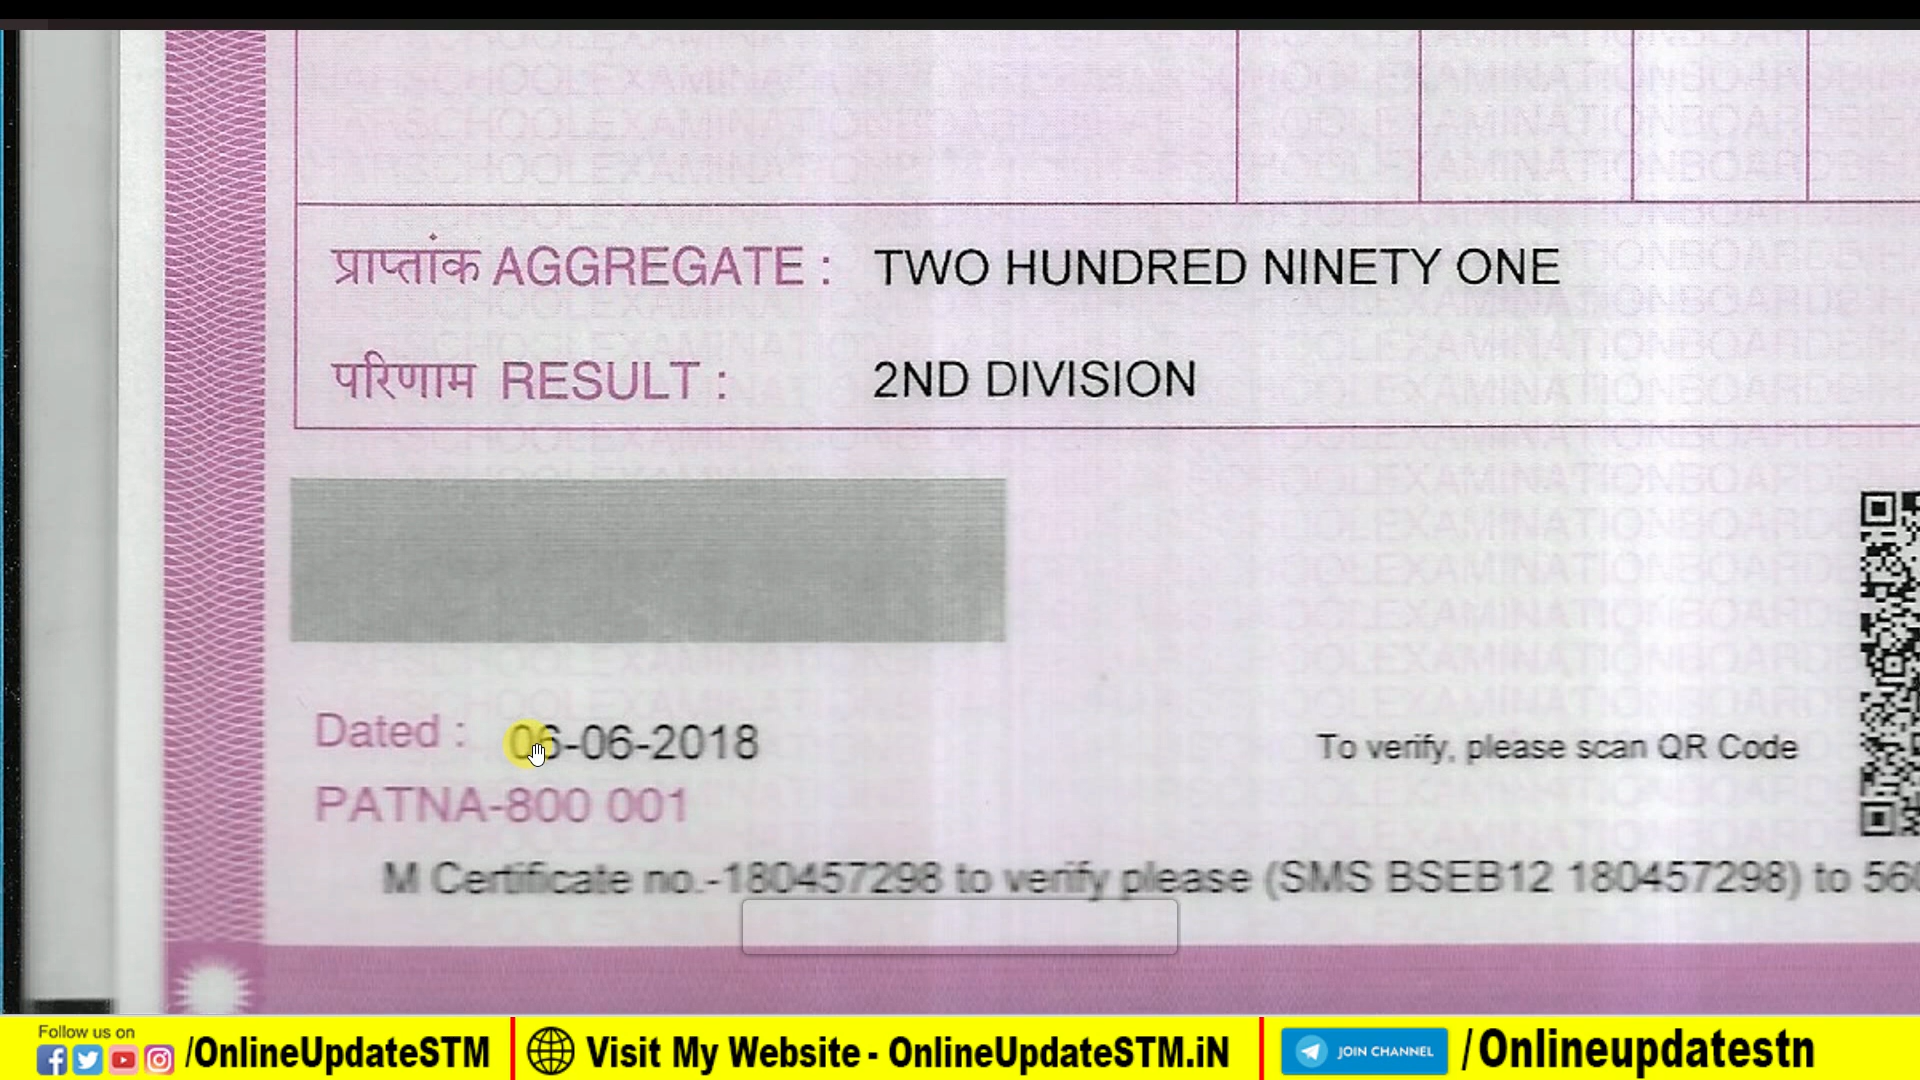 प्राप्तांक AGGREGATE : TWO HUNDRED NINETY ONE
परिणाम RESULT : 2ND DIVISION
Dated : 06-06-2018
To verify, please scan QR Code
PATNA-800 001
M Certificate no.-180457298 to verify please (SMS BSEB12 180457298) to 560
Follow us on
/OnlineUpdateSTM
Visit My Website - OnlineUpdateSTM.iN
JOIN CHANNEL
/Onlineupdatestn